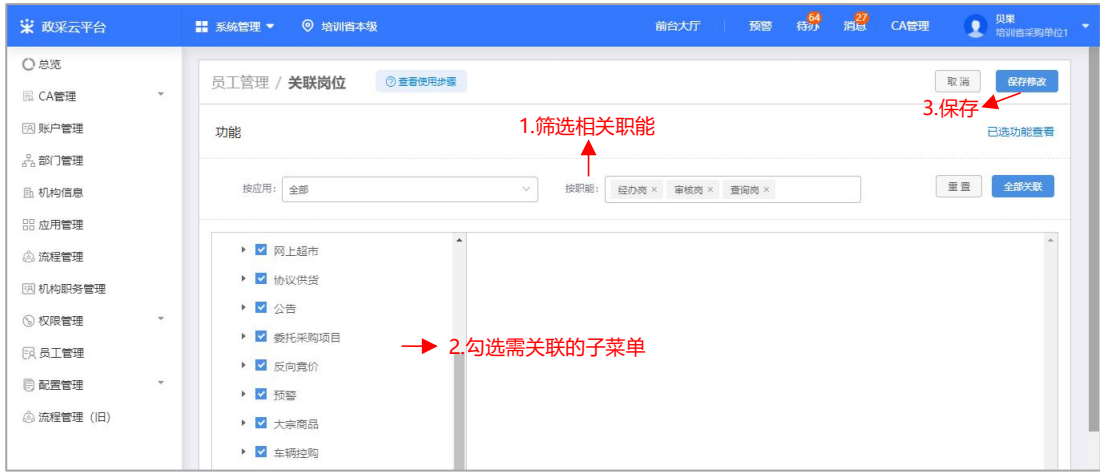 政采云平台
系统管理
培训省本级
前台大厅
预警
待办
64
消息
27
CA管理
贝果
培训省采购单位1
总览
CA管理
账户管理
部门管理
机构信息
应用管理
流程管理
机构职务管理
权限管理
员工管理
配置管理
流程管理（旧）
员工管理 / 关联岗位
查看使用步骤
取消
保存修改
3.保存
功能
1.筛选相关职能
已选功能查看
按应用：
全部
按职能：
经办岗 ×
审核岗 ×
查询岗 ×
重置
全部关联
网上超市
协议供货
公告
委托采购项目
2.勾选需关联的子菜单
反向竞价
预警
大宗商品
车辆控购